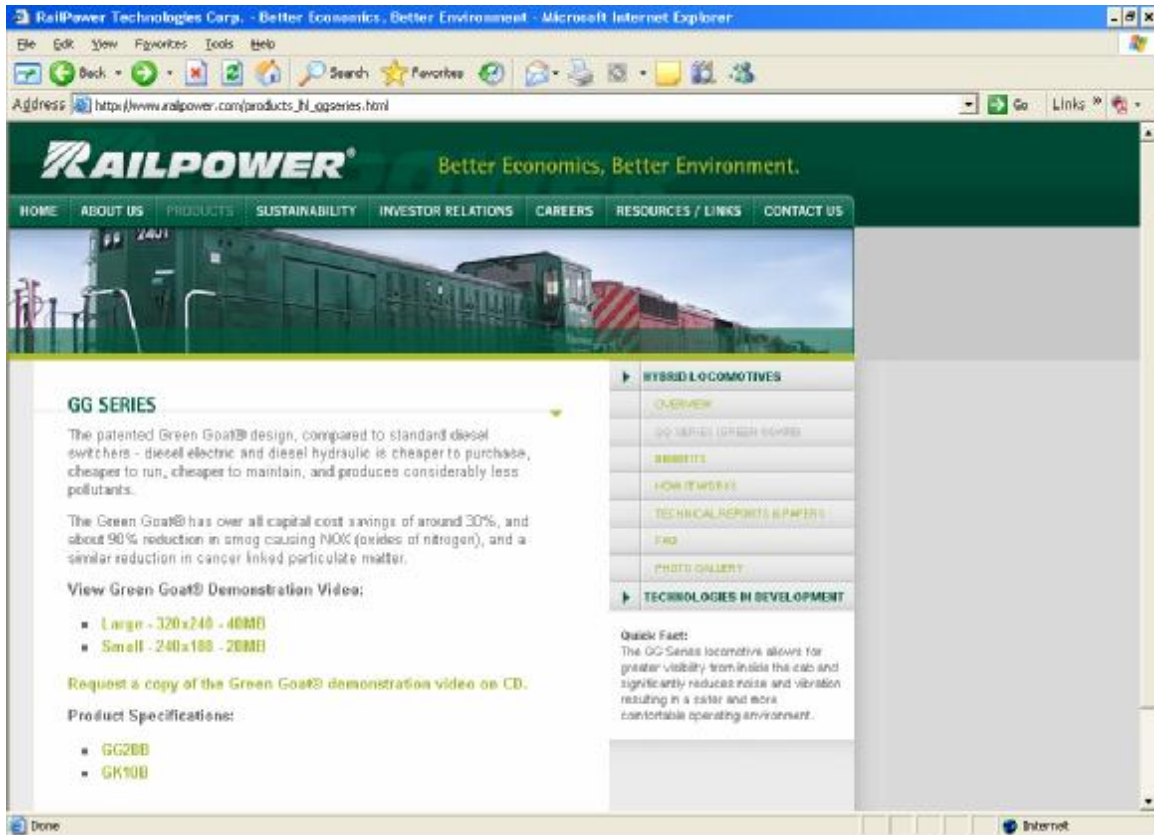 RailPower Technologies Corp. - Better Economics, Better Environment - Microsoft Internet Explorer
File Edit View Favorites Tools Help
Back Search Favorites
Address http://www.railpower.com/products_hl_ggseries.html Go Links »
RAILPOWER® Better Economics, Better Environment.
HOME ABOUT US PRODUCTS SUSTAINABILITY INVESTOR RELATIONS CAREERS RESOURCES / LINKS CONTACT US
2401
GG SERIES
The patented Green Goat® design, compared to standard diesel
switchers - diesel electric and diesel hydraulic is cheaper to purchase,
cheaper to run, cheaper to maintain, and produces considerably less
pollutants.
The Green Goat® has over all capital cost savings of around 30%, and
about 90% reduction in smog causing NOX (oxides of nitrogen), and a
similar reduction in cancer linked particulate matter.
View Green Goat® Demonstration Video:
Large - 320x240 - 40MB
Small - 240x180 - 20MB
Request a copy of the Green Goat® demonstration video on CD.
Product Specifications:
GG20B
GK10B
HYBRID LOCOMOTIVES
OVERVIEW
GG SERIES (GREEN GOAT®)
BENEFITS
HOW IT WORKS
TECHNICAL REPORTS & PAPERS
FAQ
PHOTO GALLERY
TECHNOLOGIES IN DEVELOPMENT
Quick Fact:
The GG Series locomotive allows for
greater visibility from inside the cab and
significantly reduces noise and vibration
resulting in a safer and more
comfortable operating environment.
Done Internet